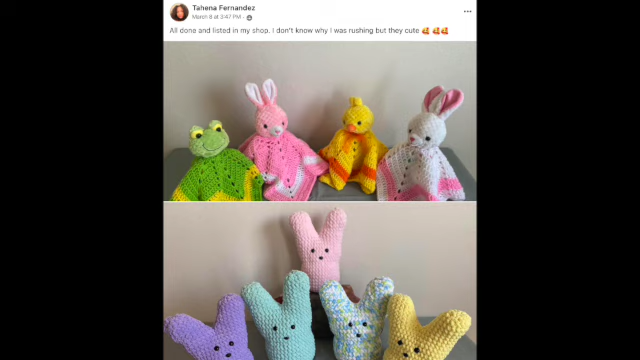 Tahena Fernandez
March 8 at 3:47 PM ·
All done and listed in my shop. I don't know why I was rushing but they cute 🥰 🥰🥰